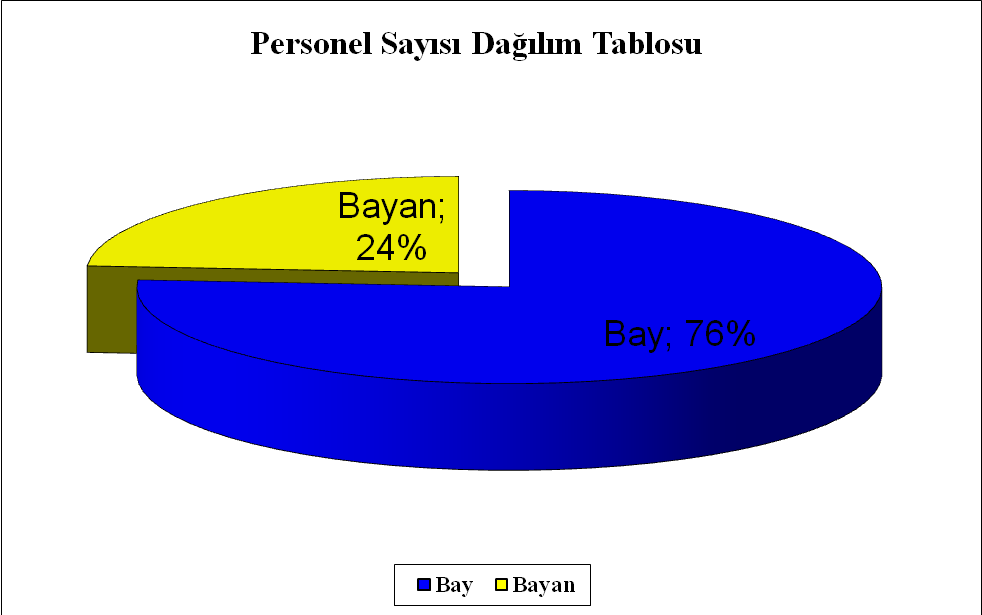 Personel Sayısı Dağılım Tablosu
Bayan;
24%
Bay; 76%
Bay Bayan